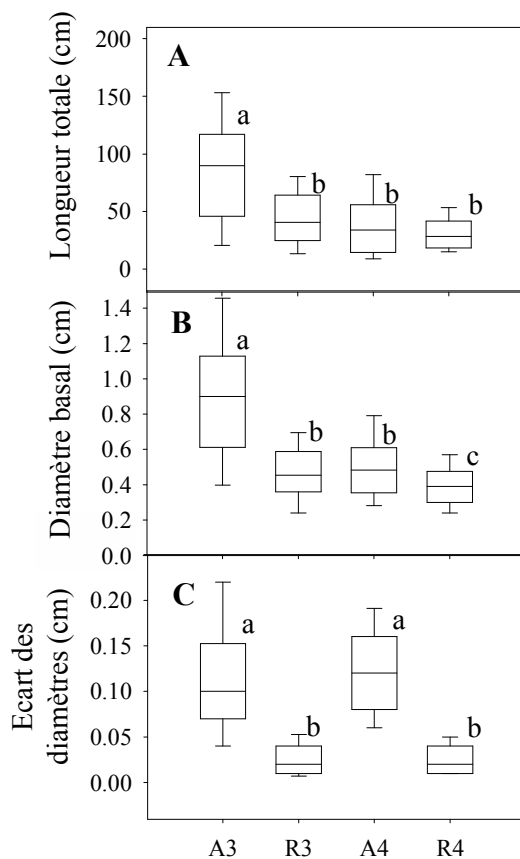 Longueur totale (cm)
200
150
100
50
0
A
a
b
b
b
Diamètre basal (cm)
1.4
1.2
1.0
0.8
0.6
0.4
0.2
0.0
B
a
b
b
c
Ecart des
diamètres (cm)
0.20
0.15
0.10
0.05
0.00
C
a
b
a
b
A3 R3 A4 R4